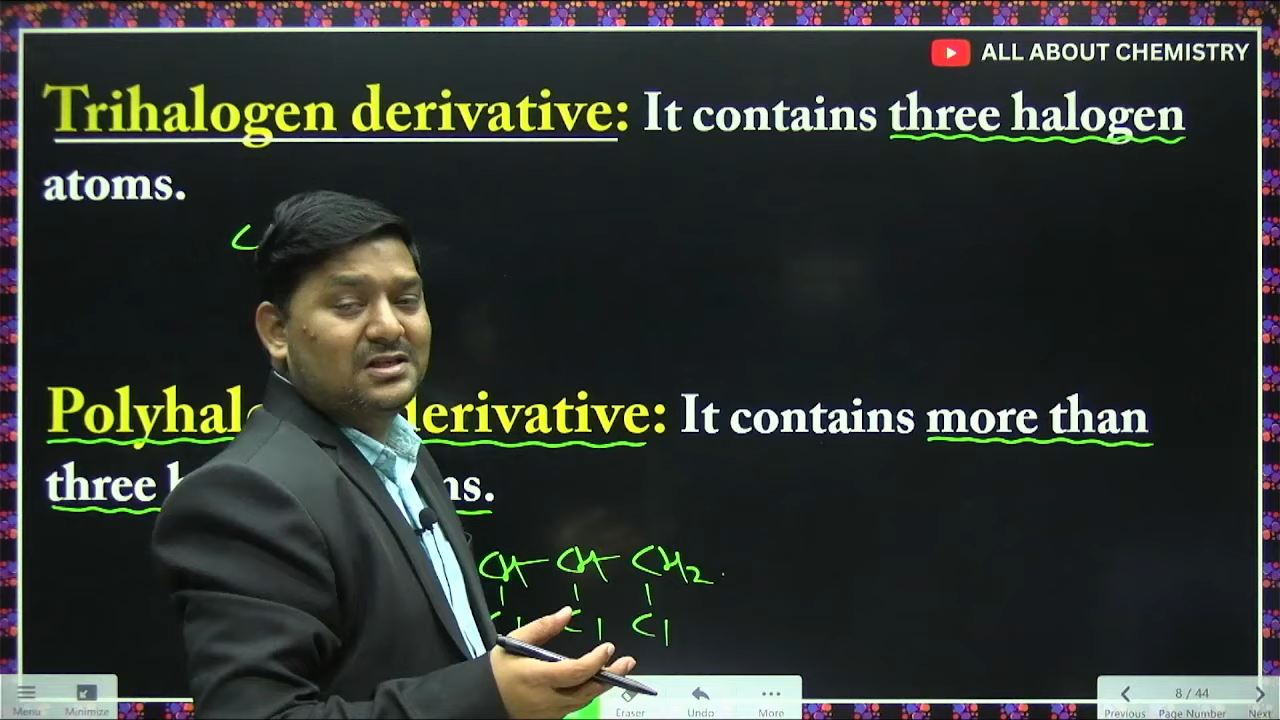 ALL ABOUT CHEMISTRY
Trihalogen derivative: It contains three halogen
atoms.
C
derivative: It contains more than
three
CH-CH-CH2.
Cl Cl Cl
Menu Minimize Eraser Undo More Previous 8 / 44 Page Number Next